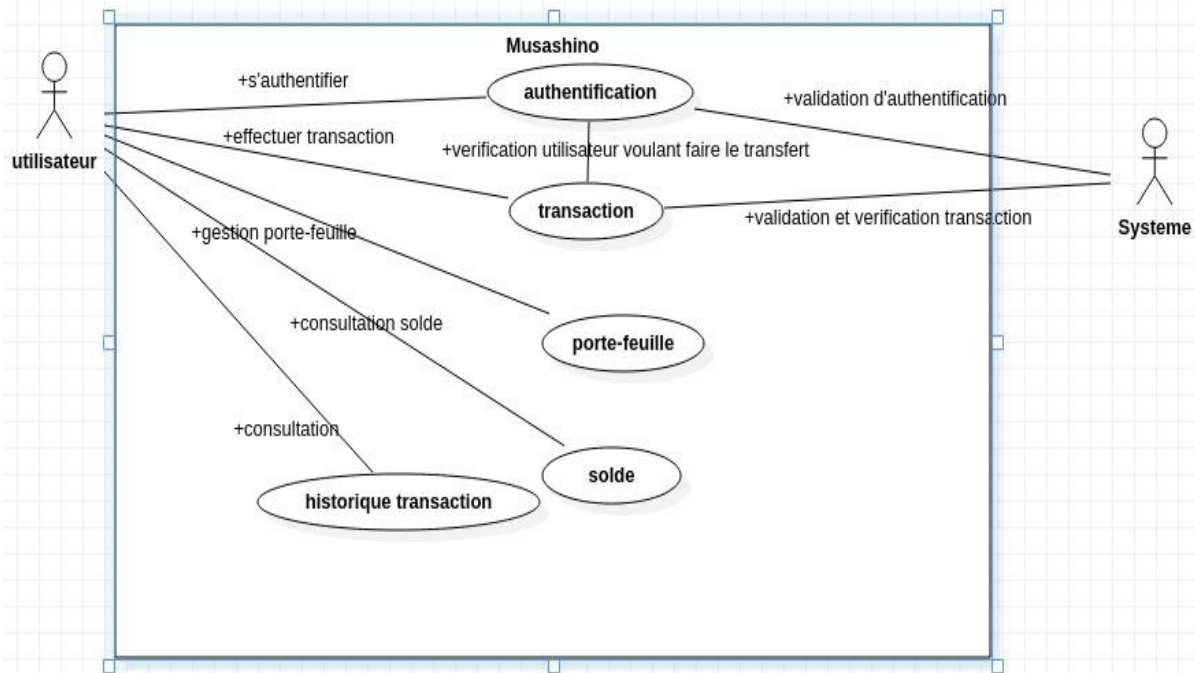 Musashino
+s'authentifier
authentification
+validation d'authentification
+effectuer transaction
+verification utilisateur voulant faire le transfert
utilisateur
transaction
+validation et verification transaction
Systeme
+gestion porte-feuille
+consultation solde
porte-feuille
+consultation
solde
historique transaction